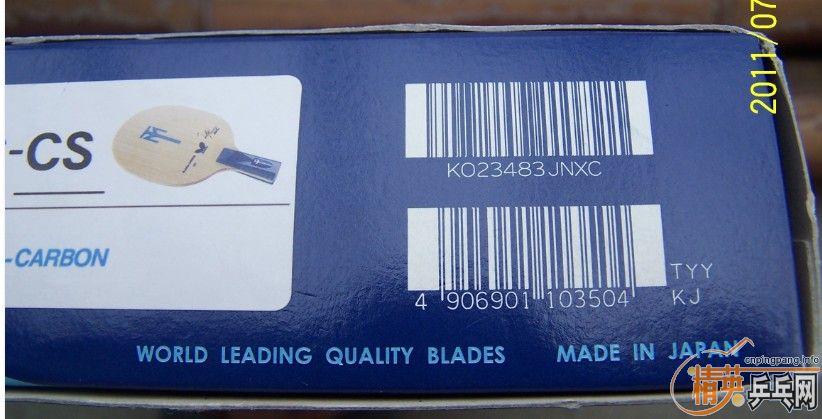 2011/07
-CS
K023483JNXC
-CARBON
4 906901 103504
TYY
KJ
WORLD LEADING QUALITY BLADES MADE IN JAPAN
cnpingpang.info
精英乒乓网